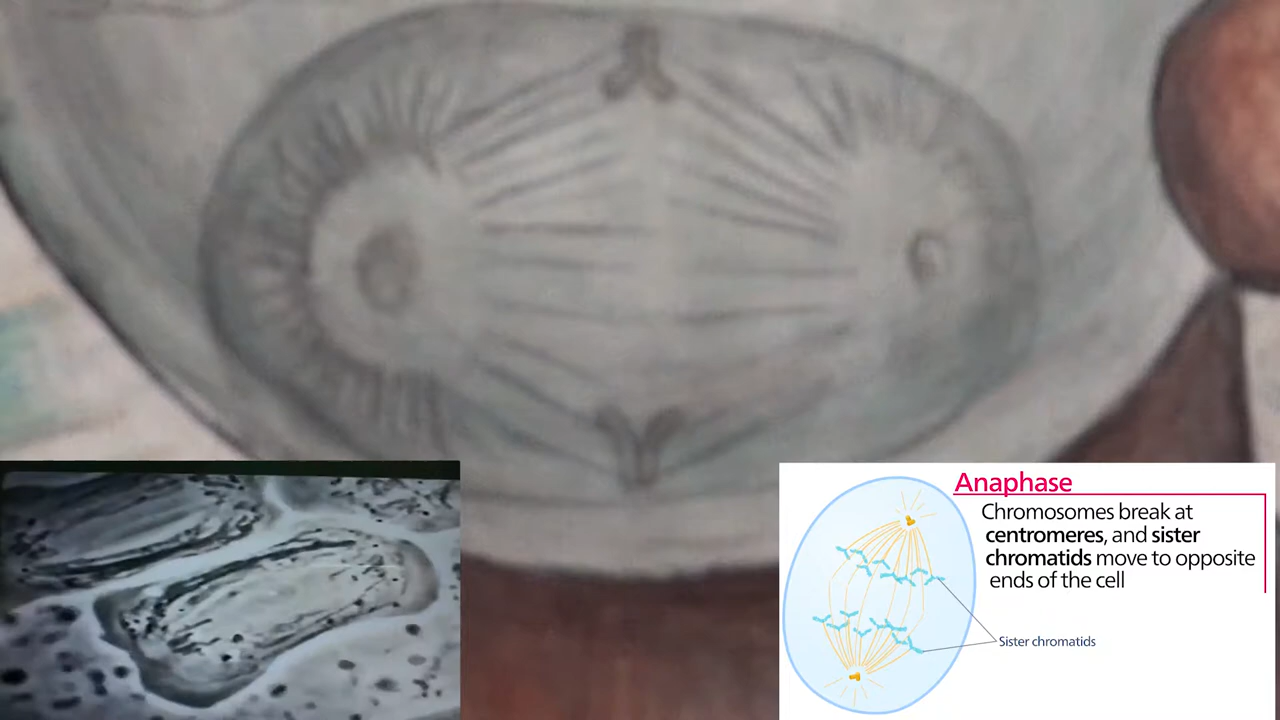 Anaphase
Chromosomes break at
centromeres, and sister
chromatids move to opposite
ends of the cell
Sister chromatids